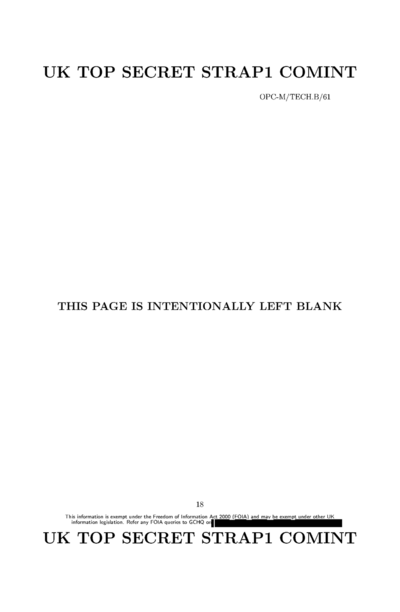 UK TOP SECRET STRAP1 COMINT
OPC-M/TECH.B/61
THIS PAGE IS INTENTIONALLY LEFT BLANK
18
This information is exempt under the Freedom of Information Act 2000 (FOIA) and may be exempt under other UK
information legislation. Refer any FOIA queries to GCHQ on
UK TOP SECRET STRAP1 COMINT